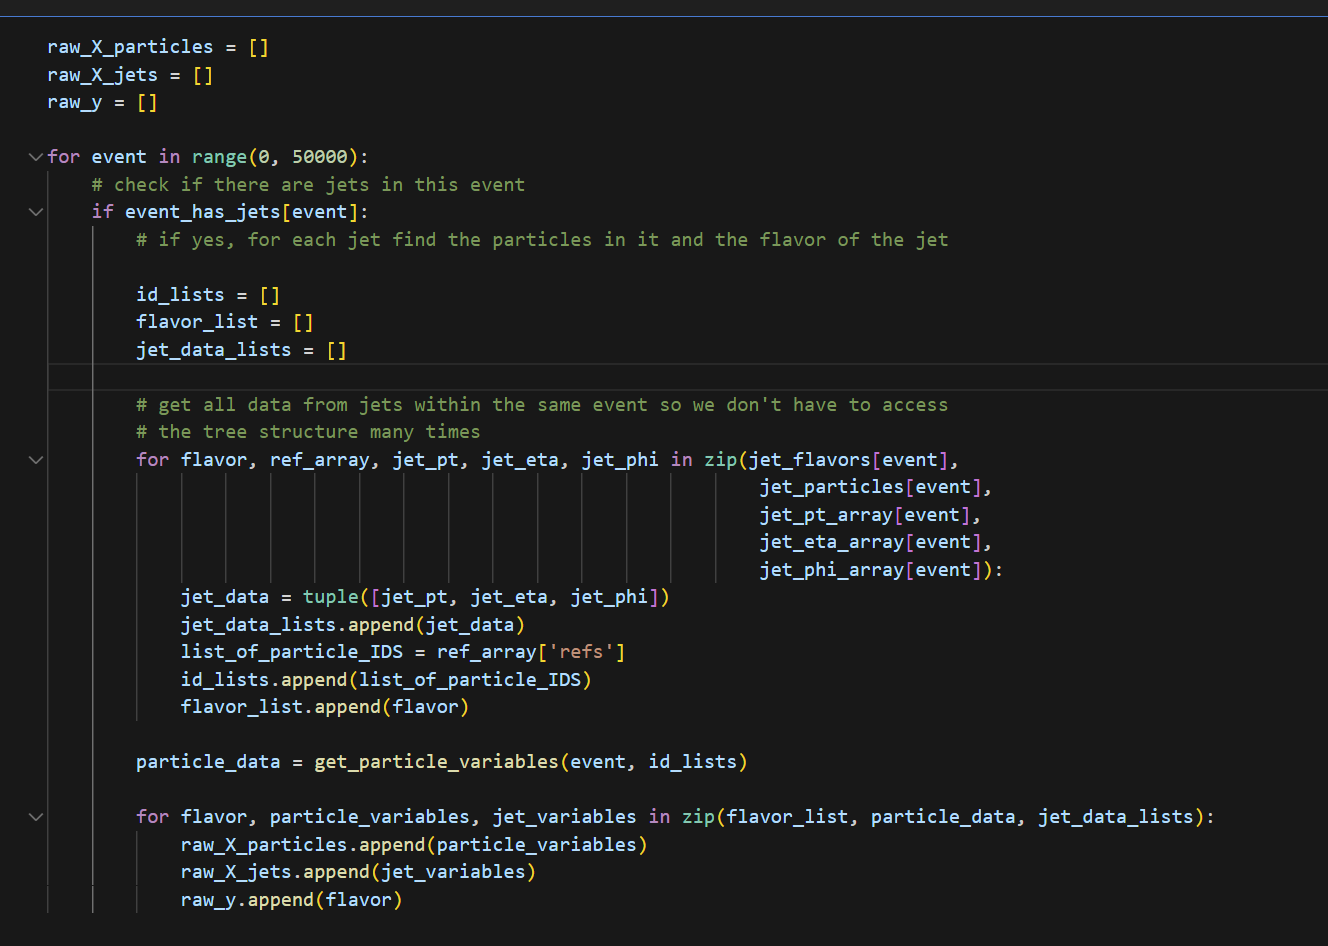 raw_X_particles = []
raw_X_jets = []
raw_y = []
for event in range(0, 50000):
# check if there are jets in this event
if event_has_jets[event]:
# if yes, for each jet find the particles in it and the flavor of the jet
id_lists = []
flavor_list = []
jet_data_lists = []
# get all data from jets within the same event so we don't have to access
# the tree structure many times
for flavor, ref_array, jet_pt, jet_eta, jet_phi in zip(jet_flavors[event],
jet_particles[event],
jet_pt_array[event],
jet_eta_array[event],
jet_phi_array[event]):
jet_data = tuple([jet_pt, jet_eta, jet_phi])
jet_data_lists.append(jet_data)
list_of_particle_IDS = ref_array['refs']
id_lists.append(list_of_particle_IDS)
flavor_list.append(flavor)
particle_data = get_particle_variables(event, id_lists)
for flavor, particle_variables, jet_variables in zip(flavor_list, particle_data, jet_data_lists):
raw_X_particles.append(particle_variables)
raw_X_jets.append(jet_variables)
raw_y.append(flavor)